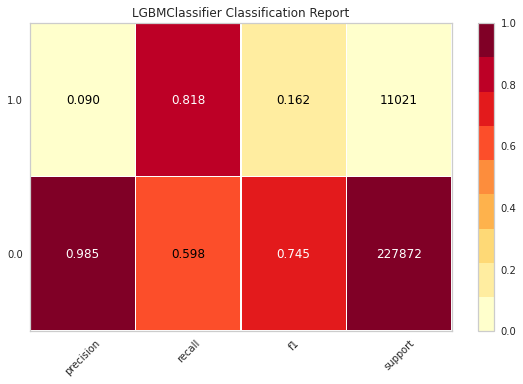 LGBMClassifier Classification Report
1.0 0.090 0.818 0.162 11021
0.0 0.985 0.598 0.745 227872
precision recall f1 support
1.0
0.8
0.6
0.4
0.2
0.0